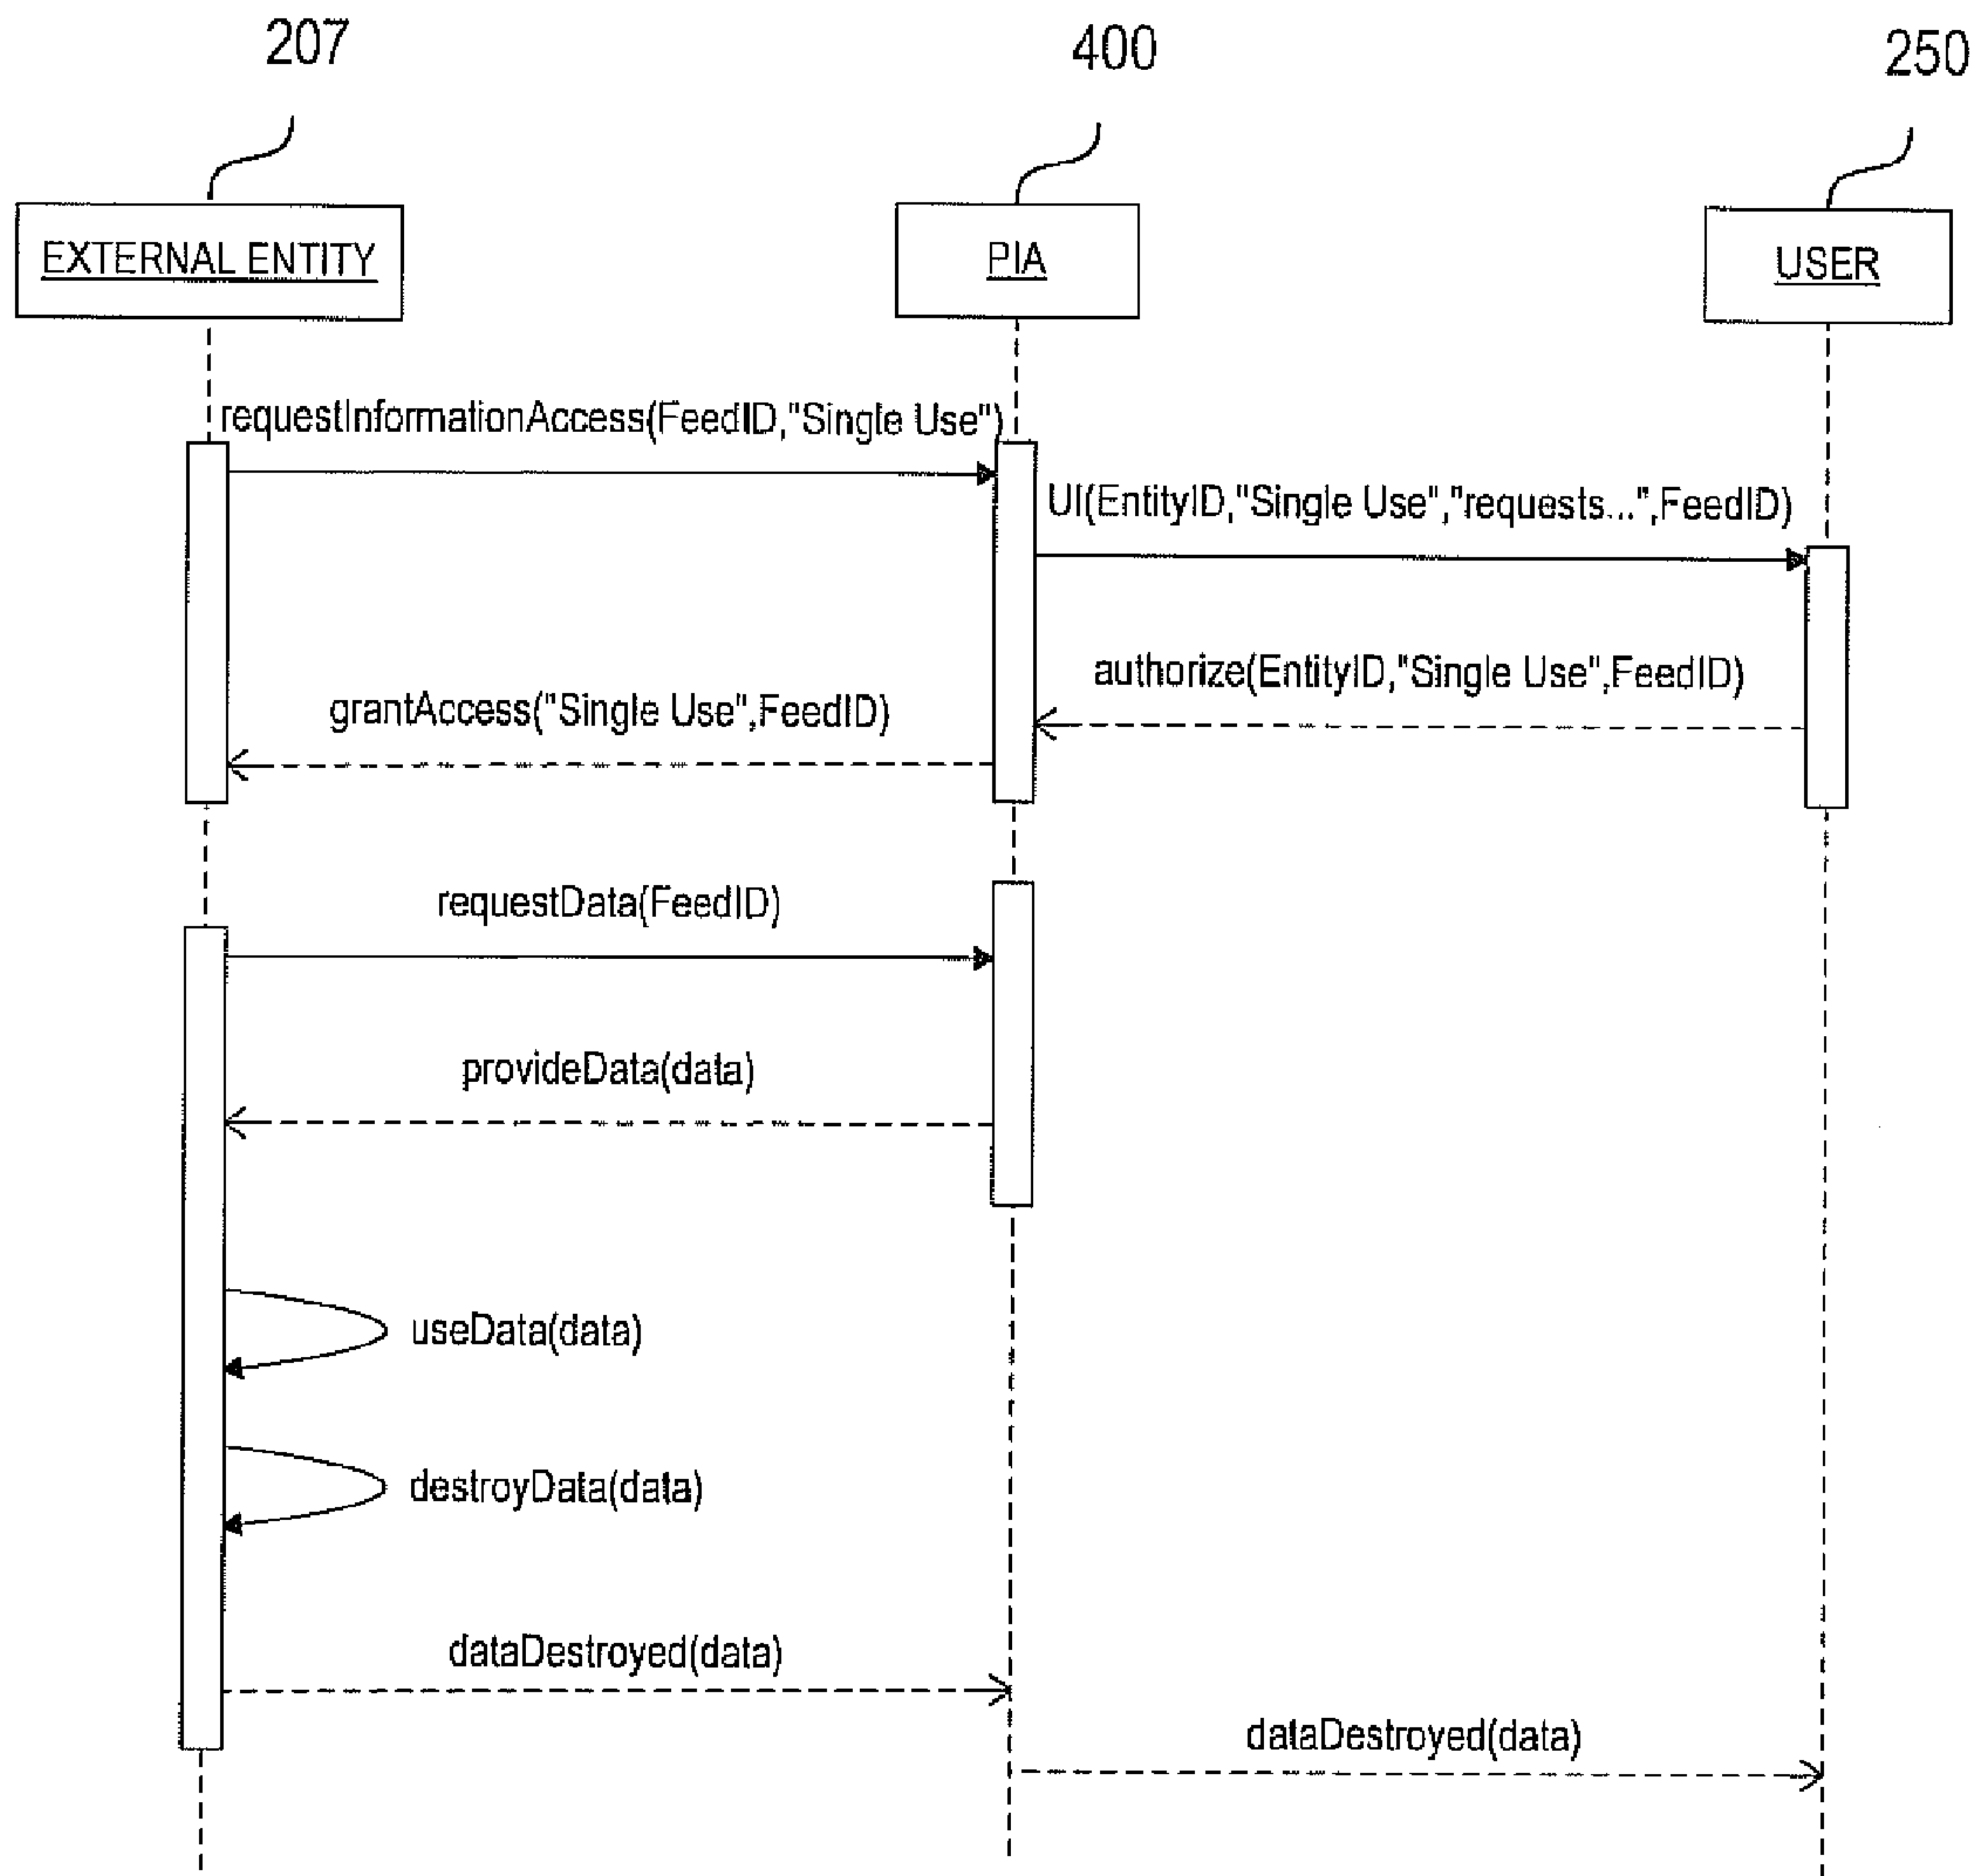 207
400
250
EXTERNAL ENTITY
PIA
USER
requestInformationAccess(FeedID,"Single Use")
UI(EntityID,"Single Use","requests...",FeedID)
authorize(EntityID,"Single Use",FeedID)
grantAccess("Single Use",FeedID)
requestData(FeedID)
provideData(data)
useData(data)
destroyData(data)
dataDestroyed(data)
dataDestroyed(data)